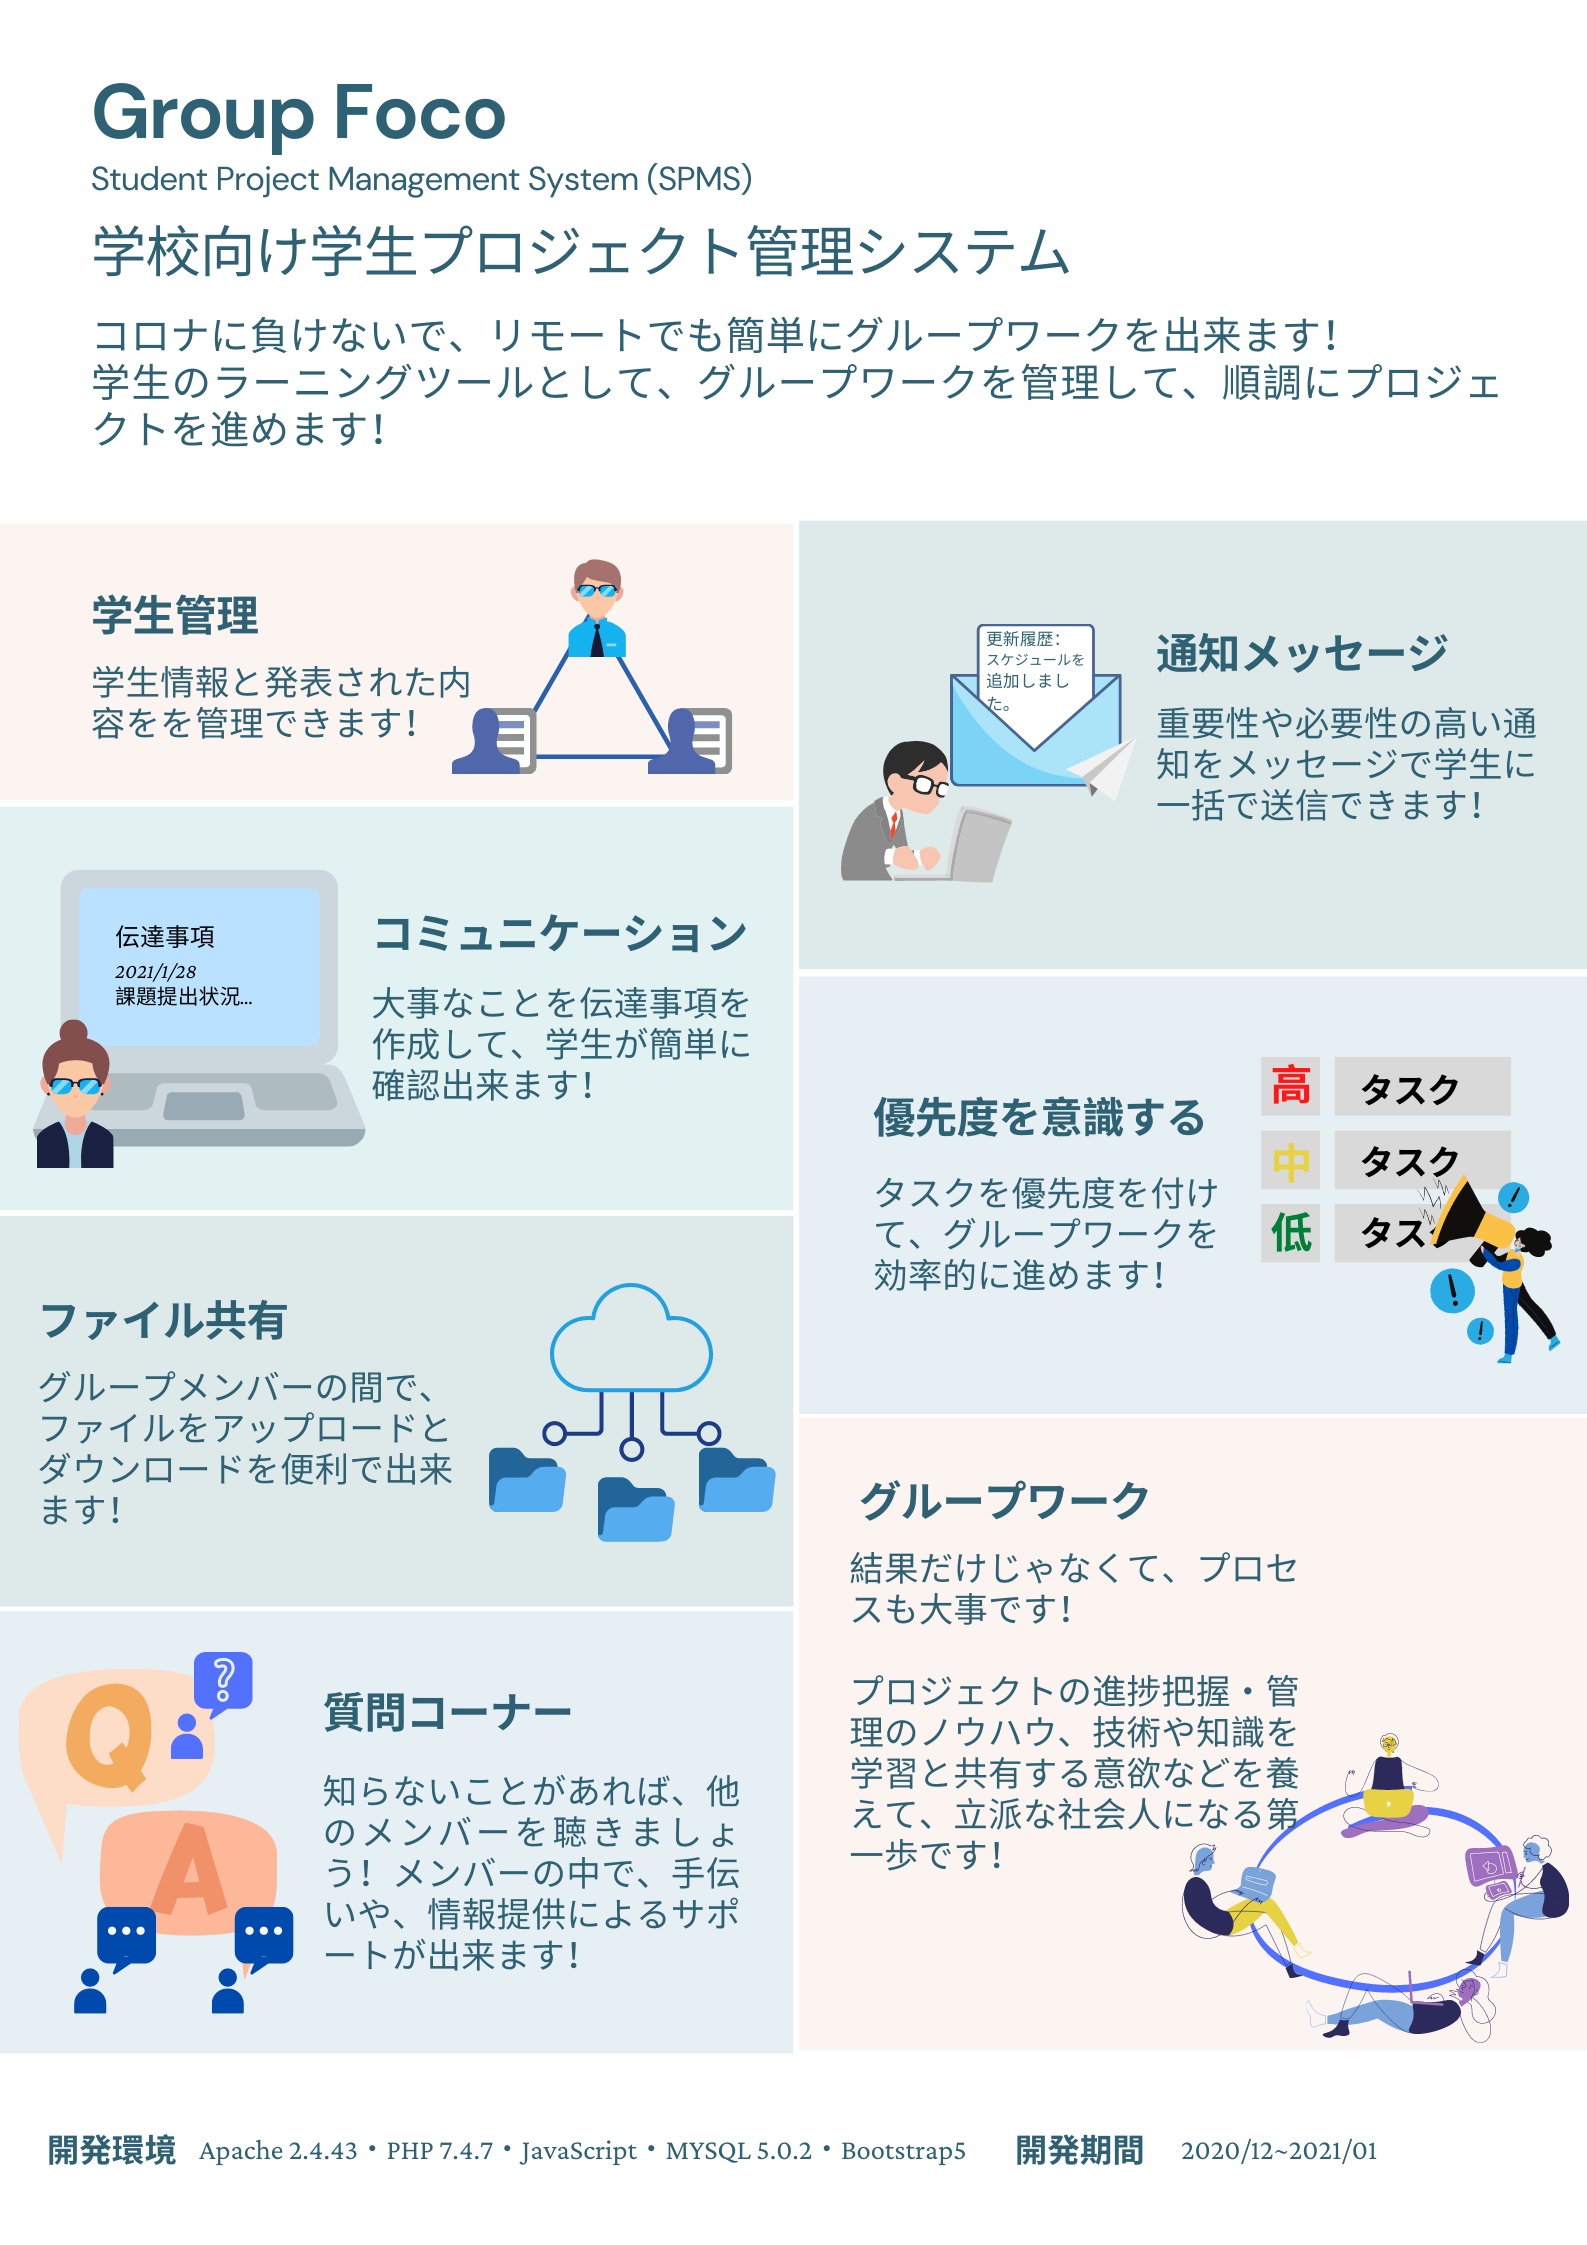 Group Foco
Student Project Management System (SPMS)
学校向け学生プロジェクト管理システム
コロナに負けないで、リモートでも簡単にグループワークを出来ます！
学生のラーニングツールとして、グループワークを管理して、順調にプロジェ
クトを進めます！
学生管理
学生情報と発表された内
容をを管理できます！
更新履歴：
スケジュールを
追加しまし
た。
通知メッセージ
重要性や必要性の高い通
知をメッセージで学生に
一括で送信できます！
伝達事項
2021/1/28
課題提出状況...
コミュニケーション
大事なことを伝達事項を
作成して、学生が簡単に
確認出来ます！
優先度を意識する
タスクを優先度を付け
て、グループワークを
効率的に進めます！
高 タスク
中 タスク
低 タスク
ファイル共有
グループメンバーの間で、
ファイルをアップロードと
ダウンロードを便利で出来
ます！
グループワーク
結果だけじゃなくて、プロセ
スも大事です！
プロジェクトの進捗把握・管
理のノウハウ、技術や知識を
学習と共有する意欲などを養
えて、立派な社会人になる第
一歩です！
Q
?
A
質問コーナー
知らないことがあれば、他
のメンバーを聴きましょ
う！メンバーの中で、手伝
いや、情報提供によるサポ
ートが出来ます！
開発環境 Apache 2.4.43・PHP 7.4.7・JavaScript・MYSQL 5.0.2・Bootstrap5 開発期間 2020/12~2021/01